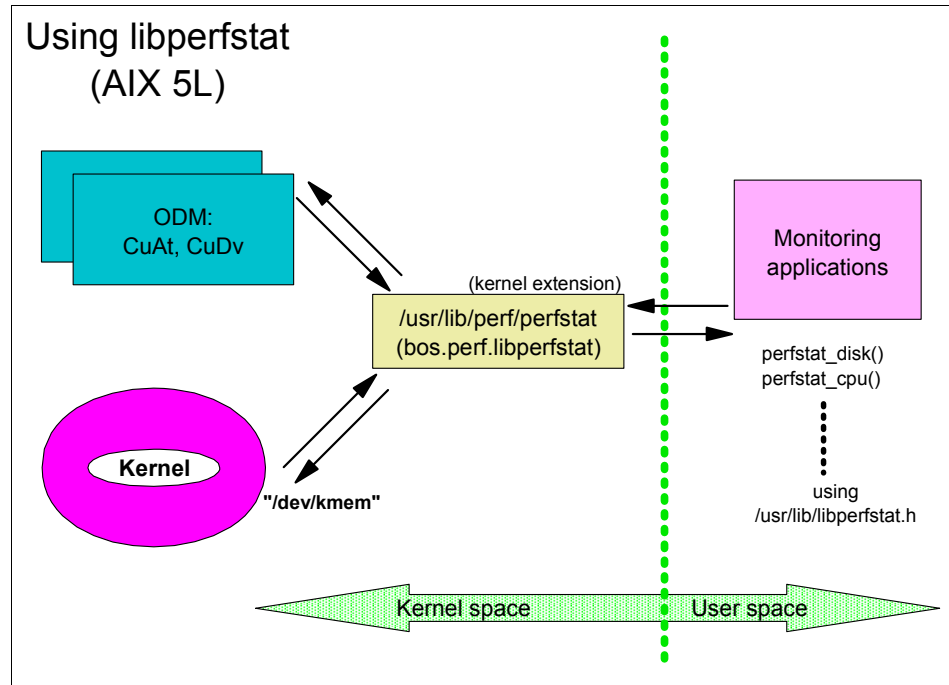 Using libperfstat
(AIX 5L)
ODM:
CuAt, CuDv
(kernel extension)
/usr/lib/perf/perfstat
(bos.perf.libperfstat)
Monitoring
applications
perfstat_disk()
perfstat_cpu()
using
/usr/lib/libperfstat.h
Kernel
"/dev/kmem"
Kernel space
User space